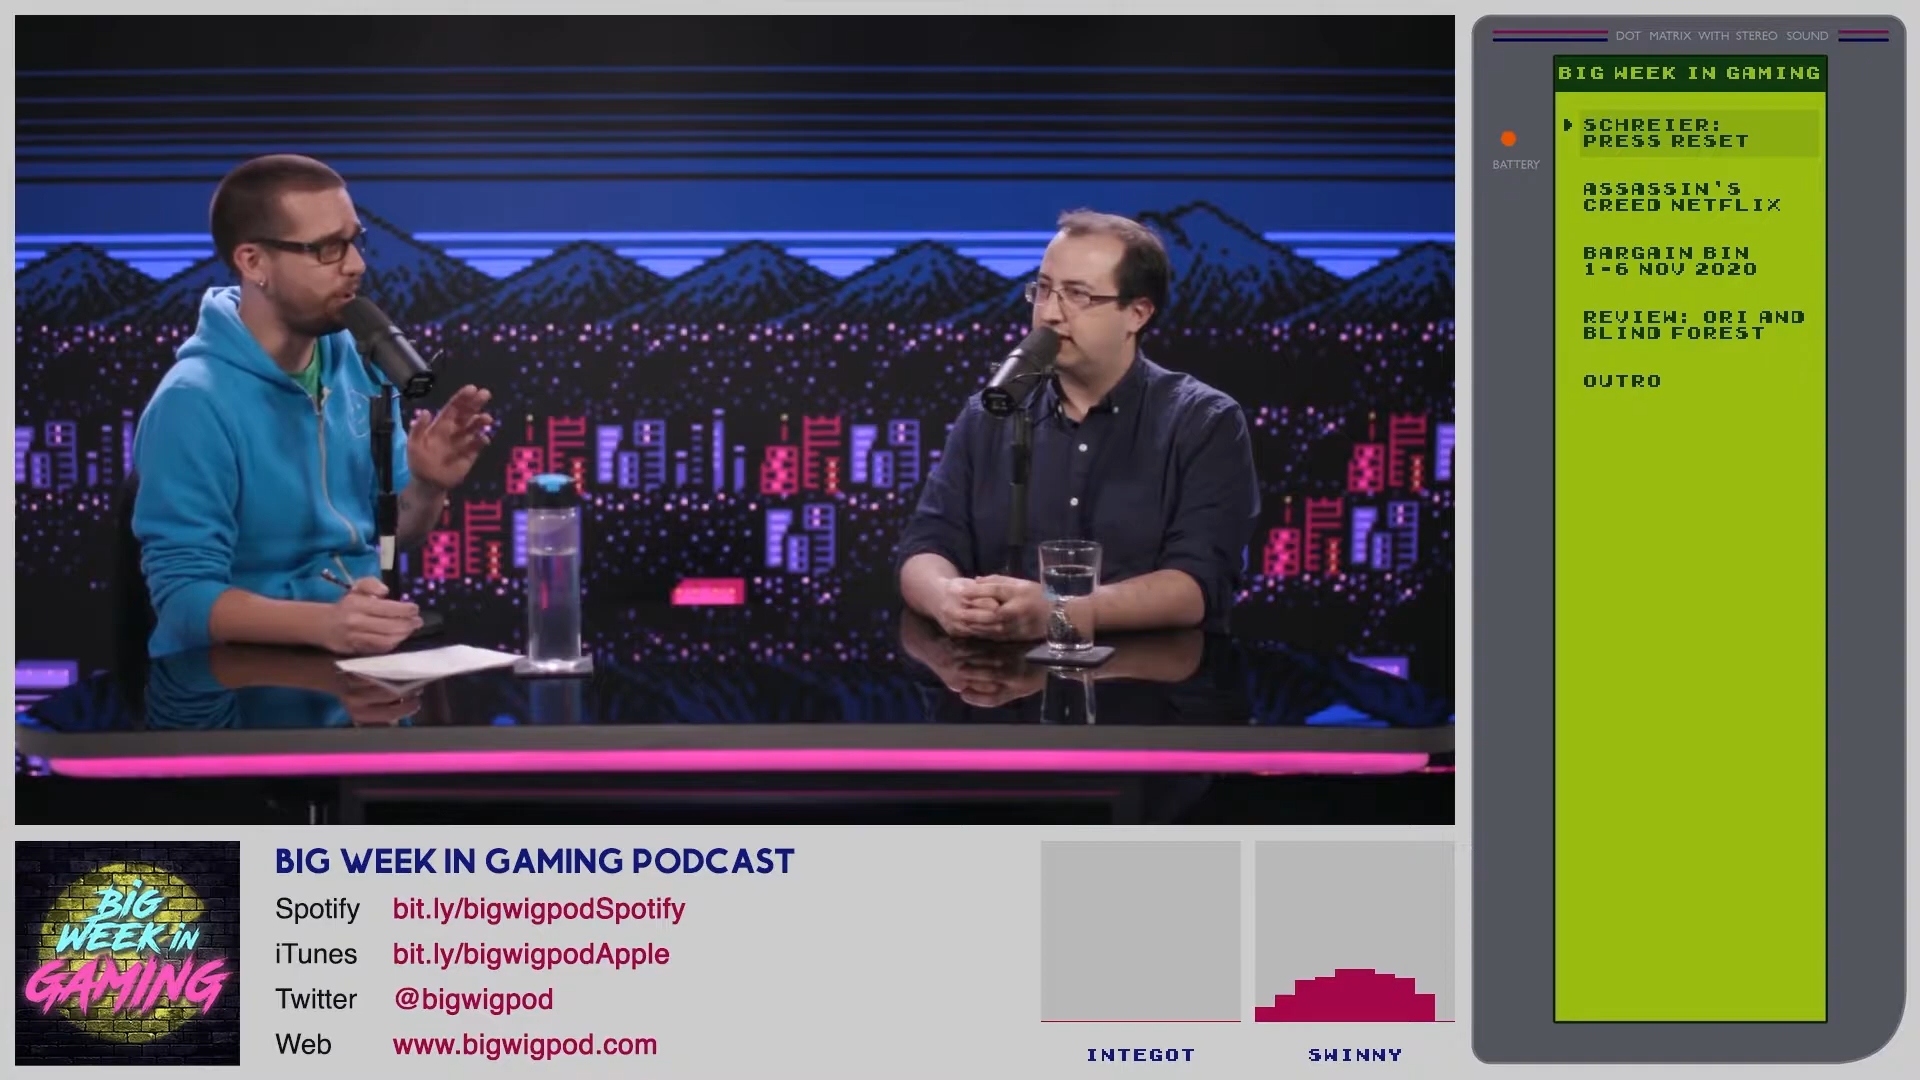 DOT MATRIX WITH STEREO SOUND
BIG WEEK IN GAMING
BATTERY
SCHREIER:
PRESS RESET
ASSASSIN'S
CREED NETFLIX
BARGAIN BIN
1-6 NOV 2020
REVIEW: ORI AND
BLIND FOREST
OUTRO
BIG
WEEK IN
GAMING
BIG WEEK IN GAMING PODCAST
Spotify bit.ly/bigwigpodSpotify
iTunes bit.ly/bigwigpodApple
Twitter @bigwigpod
Web www.bigwigpod.com
INTEGOT
SWINNY